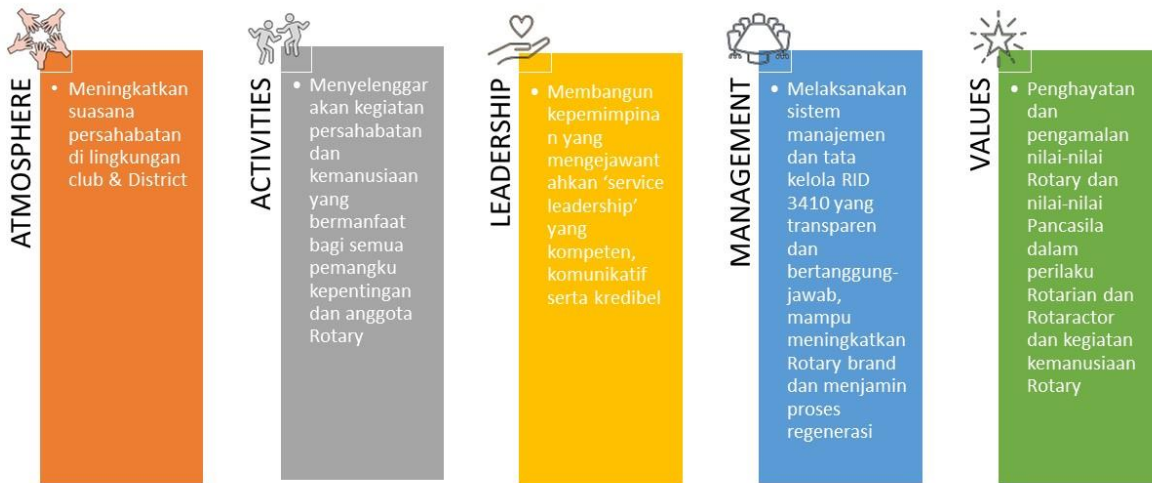 ATMOSPHERE
• Meningkatkan
suasana
persahabatan
di lingkungan
club & District
ACTIVITIES
• Menyelenggar
akan kegiatan
persahabatan
dan
kemanusiaan
yang
bermanfaat
bagi semua
pemangku
kepentingan
dan anggota
Rotary
LEADERSHIP
• Membangun
kepemimpina
n yang
mengejawant
ahkan ‘service
leadership’
yang
kompeten,
komunikatif
serta kredibel
MANAGEMENT
• Melaksanakan
sistem
manajemen
dan tata
kelola RID
3410 yang
transparan
dan
bertanggung-
jawab,
mampu
meningkatkan
Rotary brand
dan menjamin
proses
regenerasi
VALUES
• Penghayatan
dan
pengamalan
nilai-nilai
Rotary dan
nilai-nilai
Pancasila
dalam
perilaku
Rotarian dan
Rotaractor
dan kegiatan
kemanusiaan
Rotary